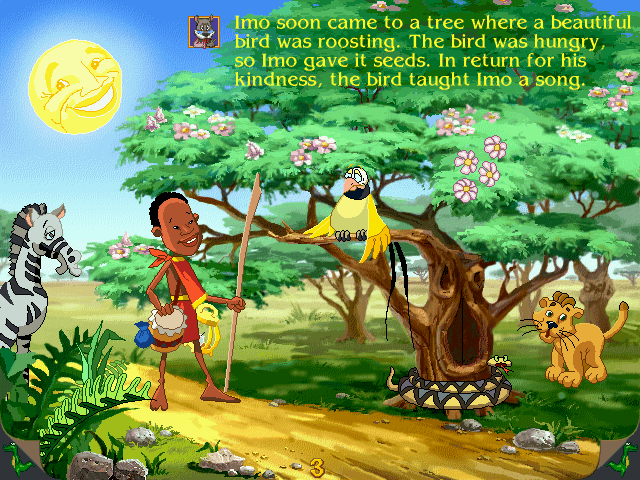 Imo soon came to a tree where a beautiful
bird was roosting. The bird was hungry,
so Imo gave it seeds. In return for his
kindness, the bird taught Imo a song.
3